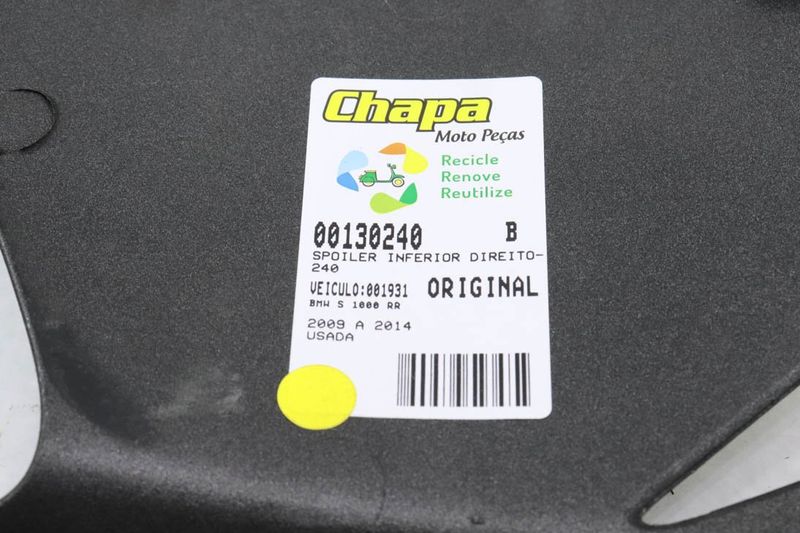 Chapa
Moto Peças
Recicle
Renove
Reutilize
00130240 B
SPOILER INFERIOR DIREITO-
240
VEICULO:001931 ORIGINAL
BMW S 1000 RR
2009 A 2014
USADA